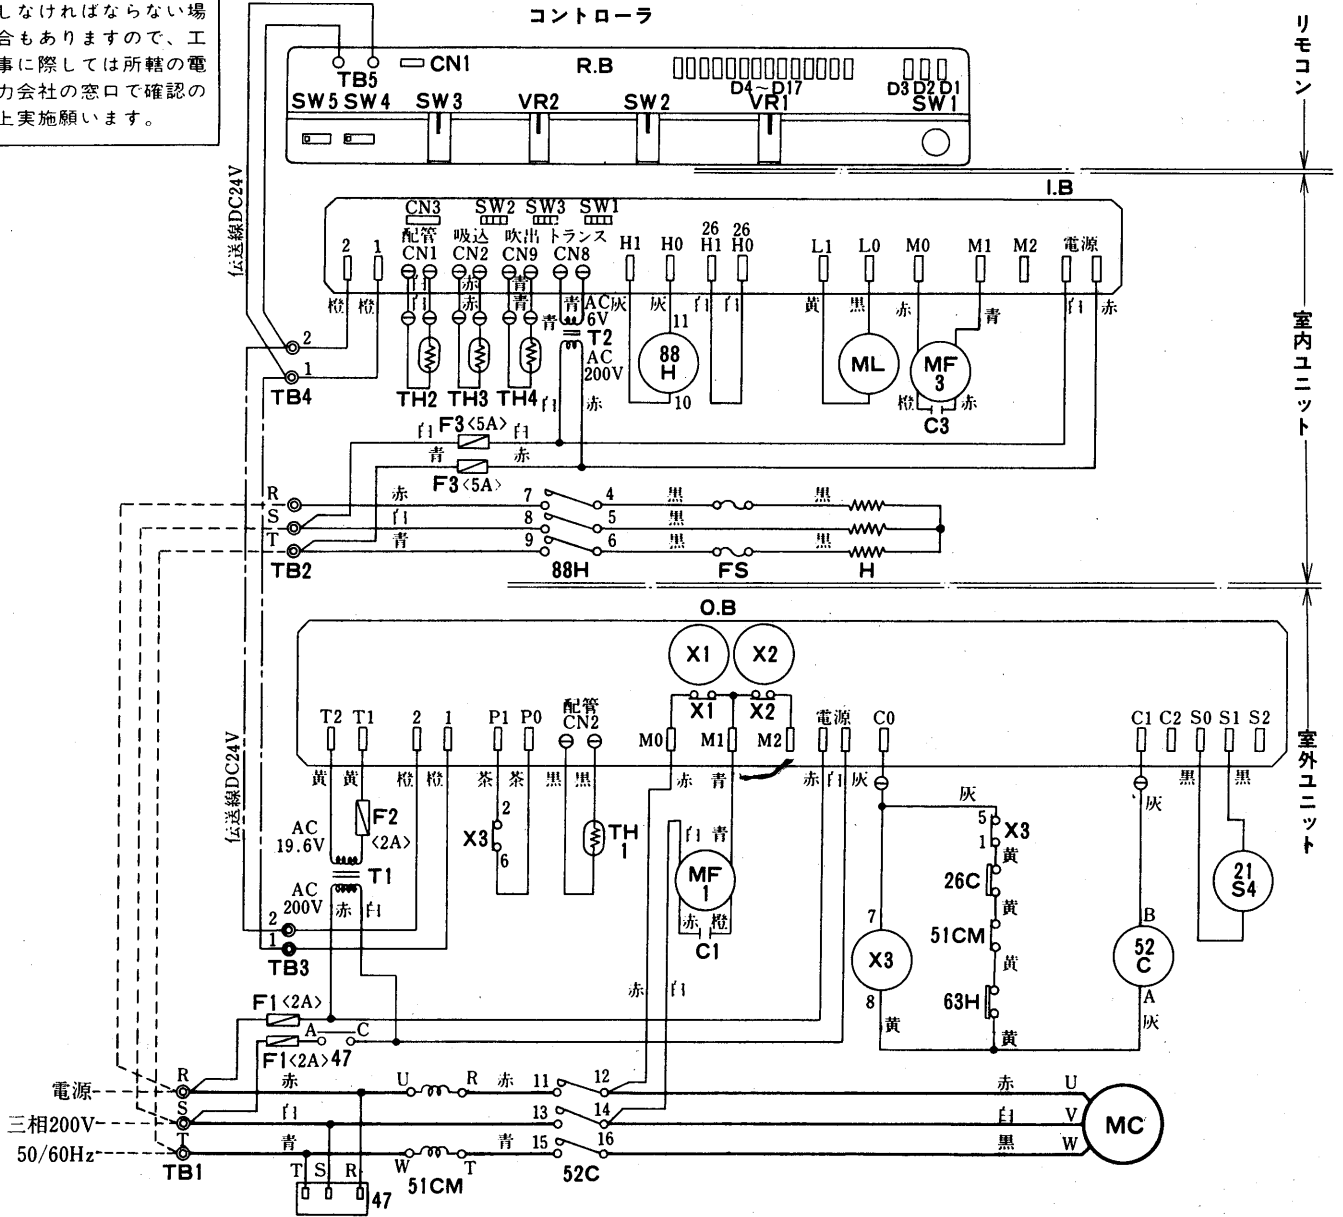 しなければならない場
合もありますので、工
事に際しては所轄の電
力会社の窓口で確認の
上実施願います。
コントローラ
リモコン
TB5 CN1 R.B D4~D17 D3 D2 D1
SW5 SW4 SW3 VR2 SW2 VR1 SW1
伝送線DC24V
I.B
CN3 SW2 SW3 SW1
配管 吸込 吹出 トランス
2 1 CN1 CN2 CN9 CN8 H1 H0 26 H1 26 H0 L1 L0 M0 M1 M2 電源
橙 橙 白 白 赤 赤 青 青 青 AC 6V 灰 灰 白 白 黄 黒 赤 青 白 赤
室内ユニット
青 T2 11
2 AC 200V 88 H ML MF 3
1
TB4 TH2 TH3 TH4 白 赤 10 橙 赤
C3
白 F3<5A> 白
青 赤
F3<5A>
R 赤 7 4 黒 黒
S 白 8 5 黒
T 青 9 6 黒 黒
TB2 88H FS H
O.B
X1 X2
X1 X2
配管
T2 T1 2 1 P1 P0 CN2 M0 M1 M2 電源 C0 C1 C2 S0 S1 S2
黄 黄 橙 橙 茶 茶 黒 黒 赤 青 赤 白 灰 灰 黒 黒
室外ユニット
伝送線DC24V
AC 19.6V F2 <2A> X3 2 6 TH 1 白 青 灰 5 1 X3
黄
AC 200V T1 MF 1 26C 21 S4
赤 白 赤 橙 黄
2 C1 7 51CM B
1 X3 黄 52 C
TB3 8 63H A
赤 白 黄 黄 灰
F1<2A> A C
F1<2A> 47
電源 R 赤 U R 赤 11 12 赤 U
三相200V S 白 13 14 白 V MC
50/60Hz T 青 W T 青 15 16 黒 W
TB1 T S R 51CM 52C
47